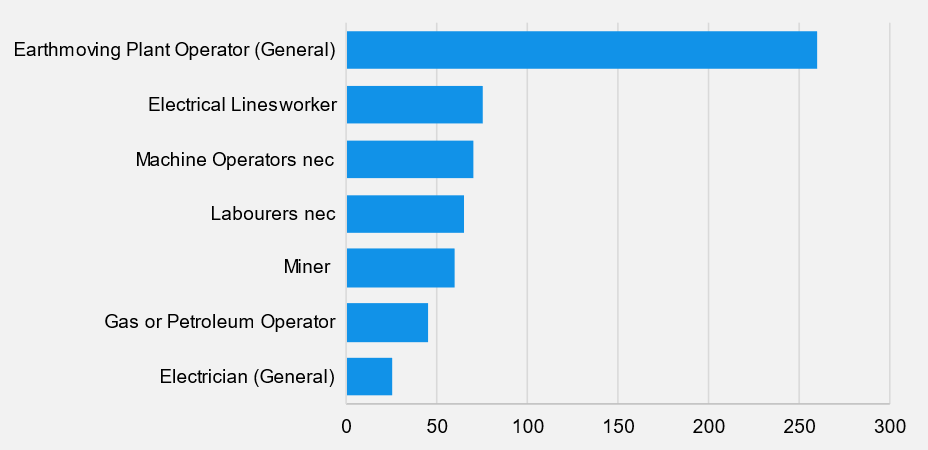 Earthmoving Plant Operator (General)
Electrical Linesworker
Machine Operators nec
Labourers nec
Miner
Gas or Petroleum Operator
Electrician (General)
0 50 100 150 200 250 300